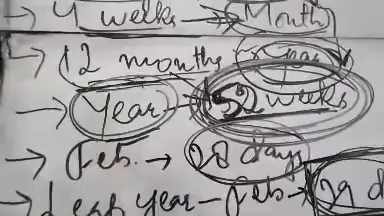 → 4 weeks → Month
→ 12 months → Year
→ Year → 52 weeks
→ Feb. → 28 days
→ Leap year – Feb → 29 d